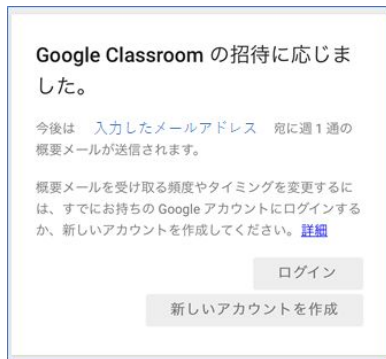 Google Classroom の招待に応じま
した。
今後は 入力したメールアドレス 宛に週 1 通の
概要メールが送信されます。
概要メールを受け取る頻度やタイミングを変更するに
は、すでにお持ちの Google アカウントにログインする
か、新しいアカウントを作成してください。詳細
ログイン
新しいアカウントを作成